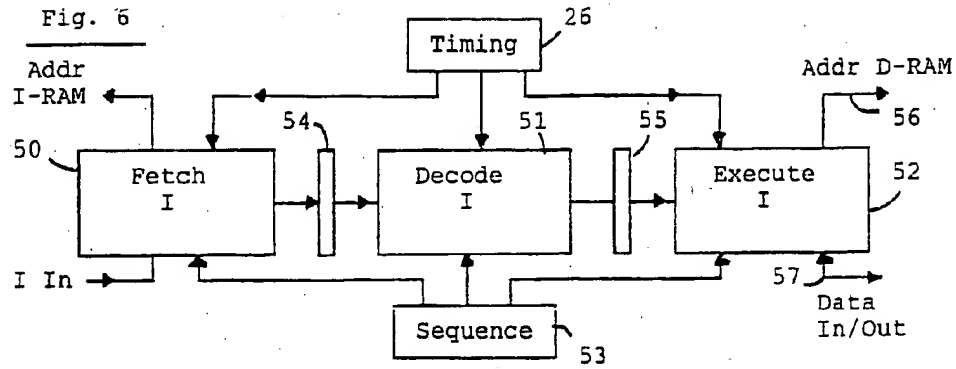 Fig. 6
26
Timing
Addr
I-RAM
Addr D-RAM
56
50
54
51
55
52
Fetch
I
Decode
I
Execute
I
I In
57
Data
In/Out
Sequence
53